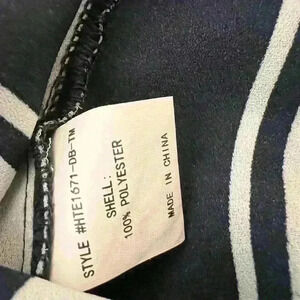 STYLE #HTE1671-DB-TM
SHELL:
100% POLYESTER
MADE IN CHINA